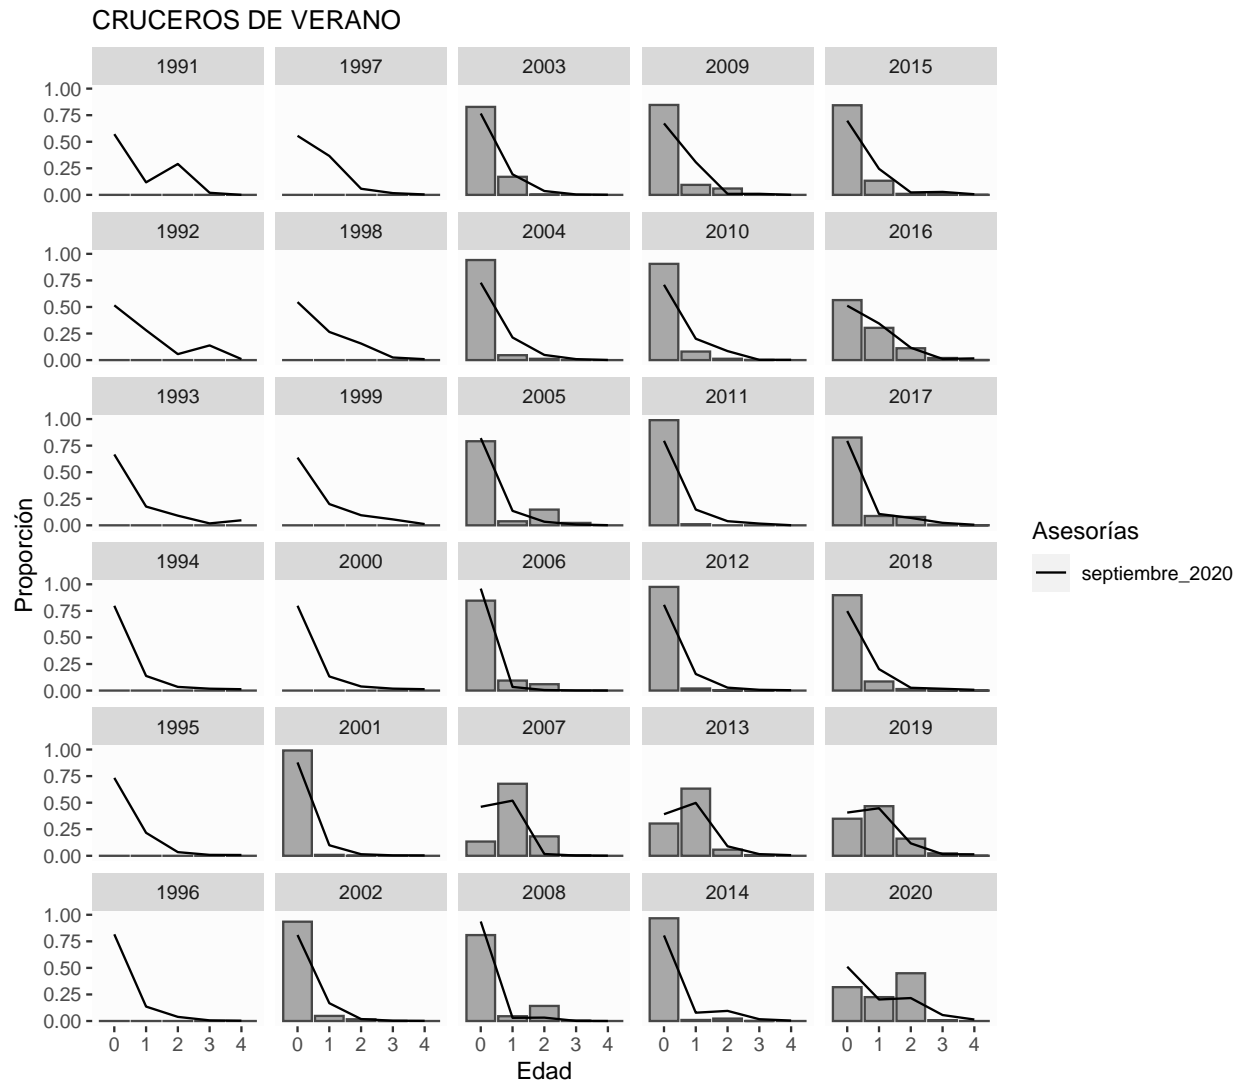 CRUCEROS DE VERANO
1991 1997 2003 2009 2015
1.00
0.75
0.50
0.25
0.00
1992 1998 2004 2010 2016
1.00
0.75
0.50
0.25
0.00
1993 1999 2005 2011 2017
1.00
0.75
0.50
0.25
0.00
1994 2000 2006 2012 2018
1.00
0.75
0.50
0.25
0.00
1995 2001 2007 2013 2019
1.00
0.75
0.50
0.25
0.00
1996 2002 2008 2014 2020
1.00
0.75
0.50
0.25
0.00
0 1 2 3 4 0 1 2 3 4 0 1 2 3 4 0 1 2 3 4 0 1 2 3 4
Edad
Proporción
Asesorías
septiembre_2020